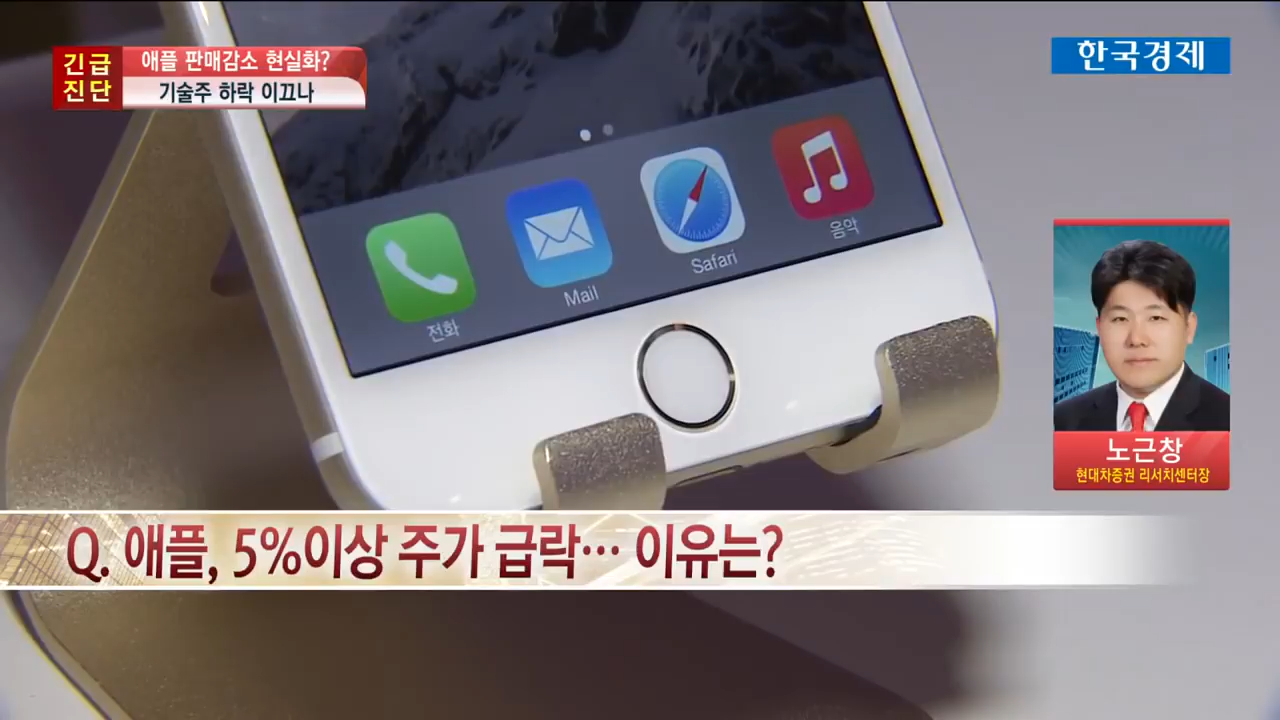 긴급
진단
애플 판매감소 현실화?
기술주 하락 이끄나
한국경제
전화
Mail
Safari
음악
노근창
현대차증권 리서치센터장
Q. 애플, 5%이상 주가 급락… 이유는?